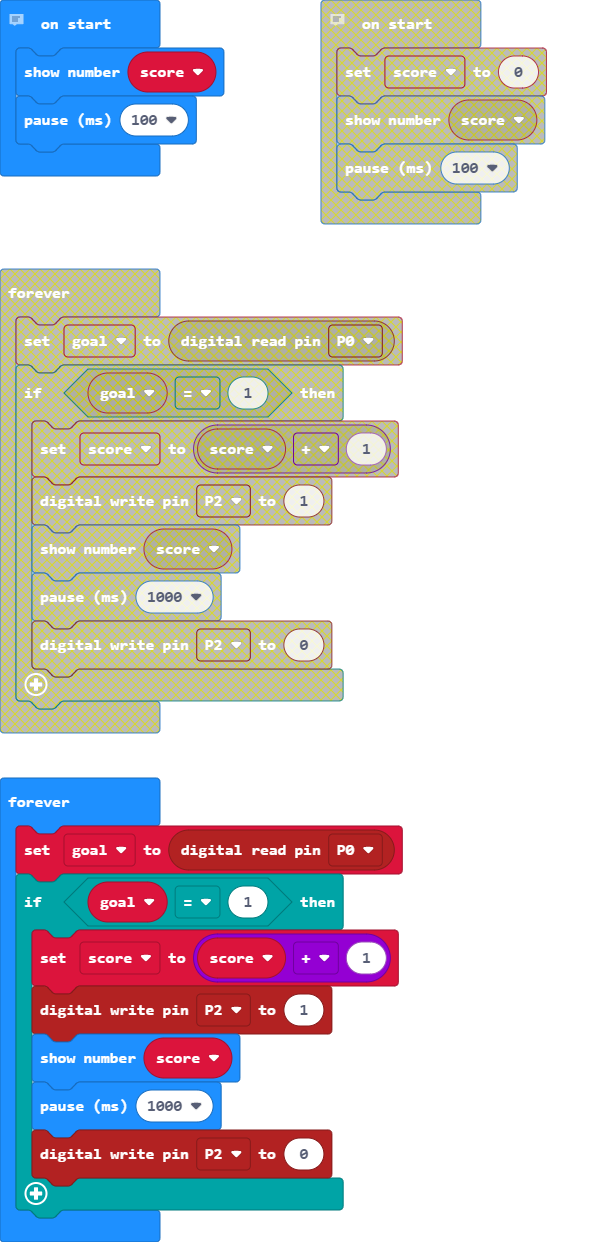 on start
show number score
pause (ms) 100
on start
set score to 0
show number score
pause (ms) 100
forever
set goal to digital read pin P0
if goal = 1 then
set score to score + 1
digital write pin P2 to 1
show number score
pause (ms) 1000
digital write pin P2 to 0
forever
set goal to digital read pin P0
if goal = 1 then
set score to score + 1
digital write pin P2 to 1
show number score
pause (ms) 1000
digital write pin P2 to 0